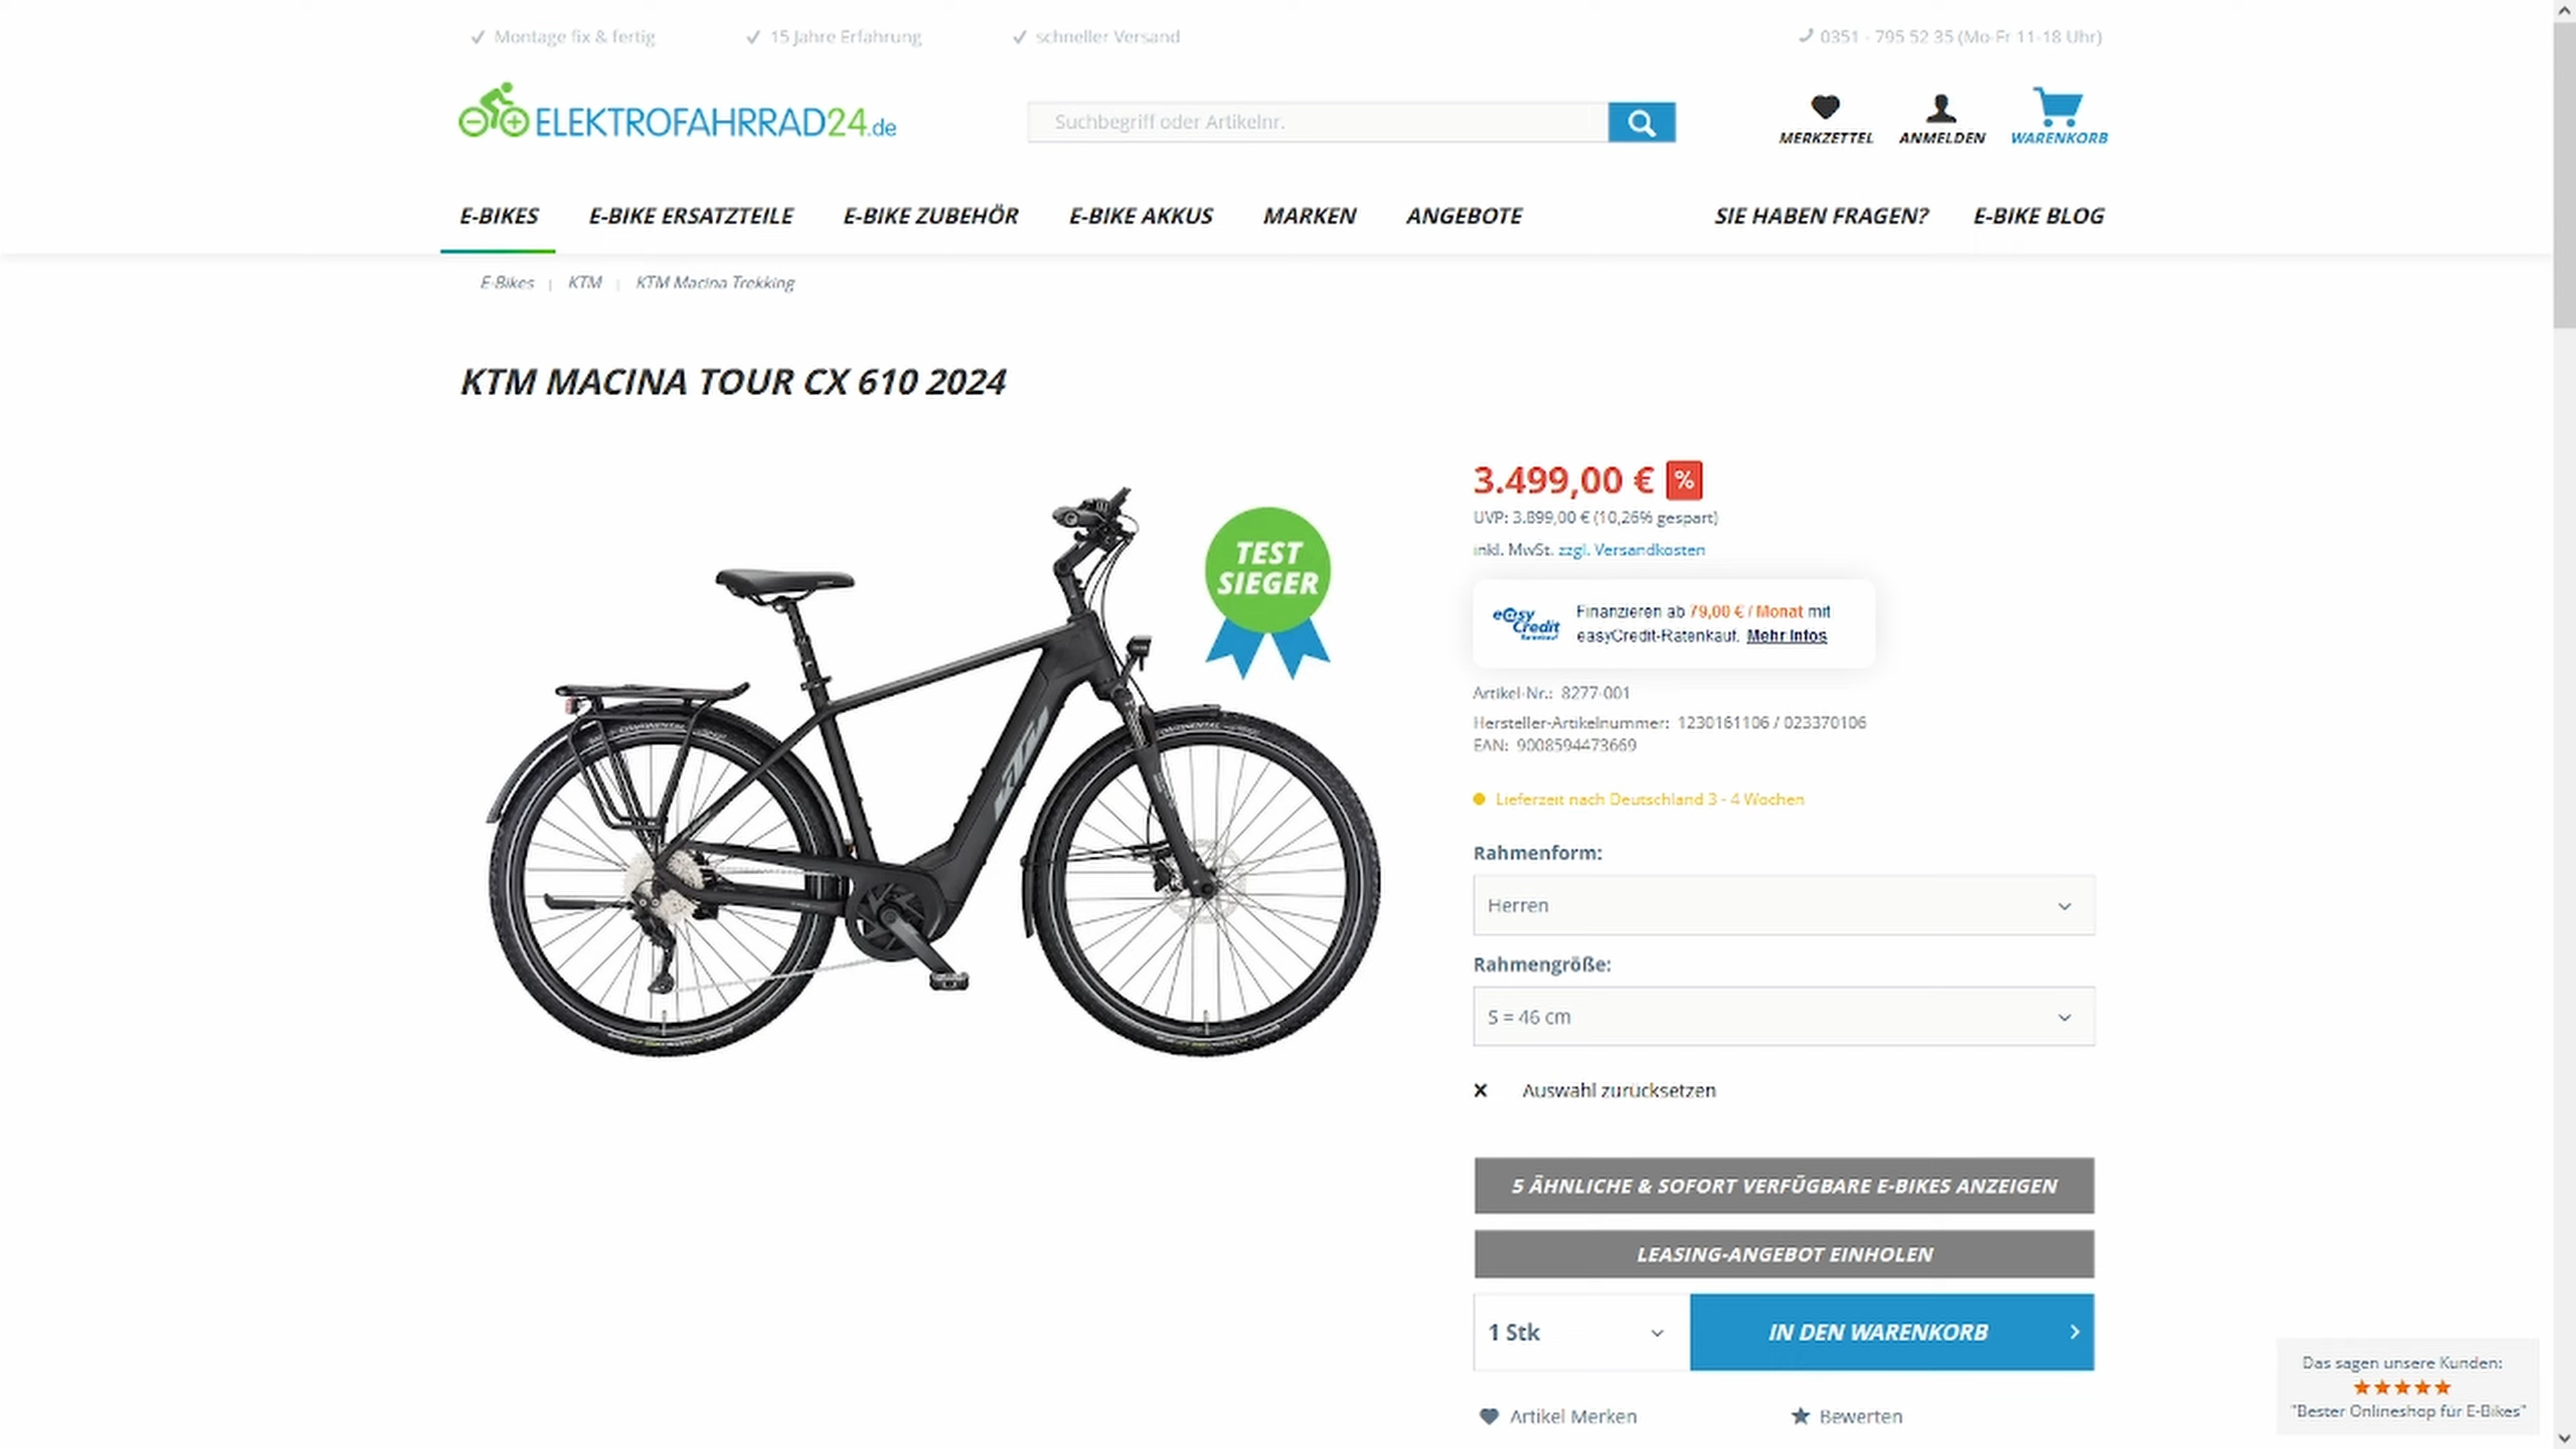 Montage fix & fertig
15 Jahre Erfahrung
schneller Versand
0351 - 795 52 35 (Mo-Fr 11-18 Uhr)
ELEKTROFAHRRAD24.de
Suchbegriff oder Artikelnr.
MERKZETTEL
ANMELDEN
WARENKORB
E-BIKES
E-BIKE ERSATZTEILE
E-BIKE ZUBEHÖR
E-BIKE AKKUS
MARKEN
ANGEBOTE
SIE HABEN FRAGEN?
E-BIKE BLOG
E-Bikes | KTM | KTM Macina Trekking
KTM MACINA TOUR CX 610 2024
TEST
SIEGER
KTM
3.499,00 € %
UVP: 3.899,00 € (10,26% gespart)
inkl. MwSt. zzgl. Versandkosten
easy
Credit
Ratenkauf
Finanzieren ab 79,00 € / Monat mit
easyCredit-Ratenkauf. Mehr Infos
Artikel-Nr.: 8277-001
Hersteller-Artikelnummer: 1230161106 / 023370106
EAN: 9008594473669
Lieferzeit nach Deutschland 3 - 4 Wochen
Rahmenform:
Herren
Rahmengröße:
S = 46 cm
Auswahl zurücksetzen
5 ÄHNLICHE & SOFORT VERFÜGBARE E-BIKES ANZEIGEN
LEASING-ANGEBOT EINHOLEN
1 Stk
IN DEN WARENKORB
Artikel Merken
Bewerten
Das sagen unsere Kunden:
"Bester Onlineshop für E-Bikes"